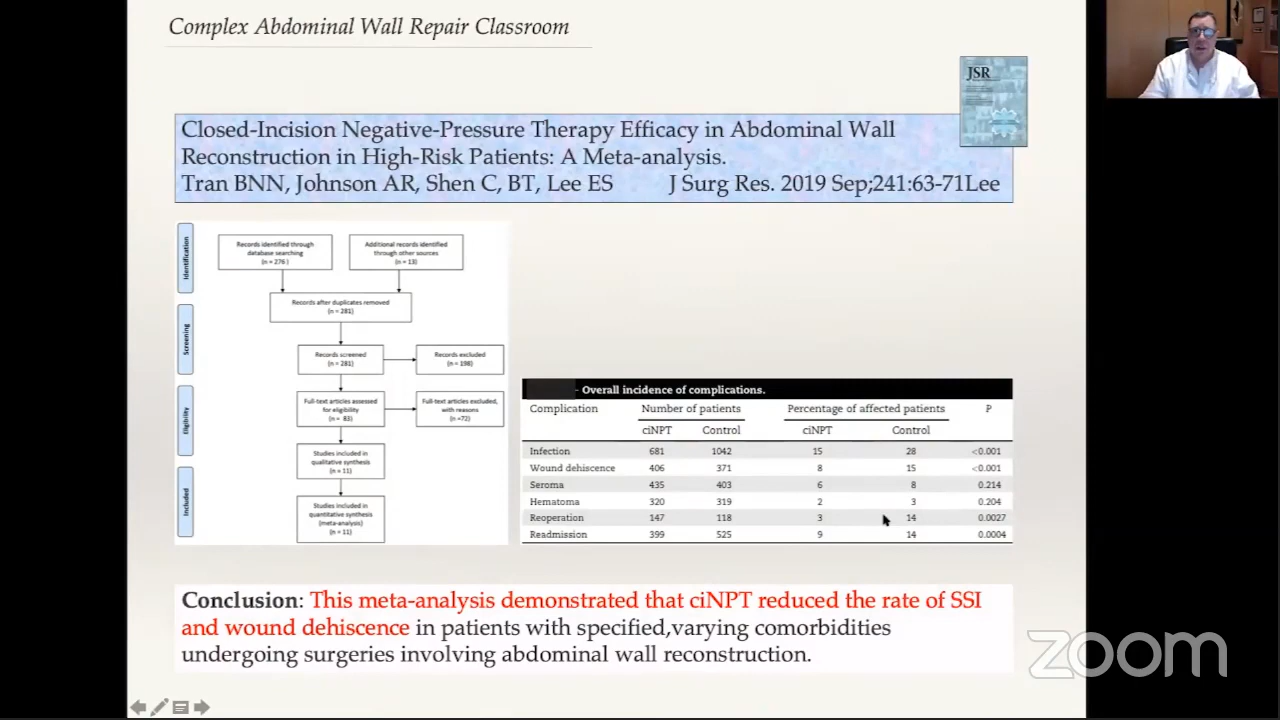 Complex Abdominal Wall Repair Classroom
JSR
Closed-Incision Negative-Pressure Therapy Efficacy in Abdominal Wall
Reconstruction in High-Risk Patients: A Meta-analysis.
Tran BNN, Johnson AR, Shen C, BT, Lee ES J Surg Res. 2019 Sep;241:63-71Lee
Identification
Records identified through
database searching
(n = 276 )
Additional records identified
through other sources
(n = 13)
Records after duplicates removed
(n = 281)
Screening
Records screened
(n = 281)
Records excluded
(n = 198)
Eligibility
Full-text articles assessed
for eligibility
(n = 83)
Full-text articles excluded,
with reasons
(n =72)
Studies included in
qualitative synthesis
(n = 11)
Included
Studies included in
quantitative synthesis
(meta-analysis)
(n = 11)
- Overall incidence of complications.
Complication Number of patients Percentage of affected patients P
ciNPT Control ciNPT Control
Infection 681 1042 15 28 <0.001
Wound dehiscence 406 371 8 15 <0.001
Seroma 435 403 6 8 0.214
Hematoma 320 319 2 3 0.204
Reoperation 147 118 3 14 0.0027
Readmission 399 525 9 14 0.0004
Conclusion: This meta-analysis demonstrated that ciNPT reduced the rate of SSI
and wound dehiscence in patients with specified,varying comorbidities
undergoing surgeries involving abdominal wall reconstruction.
zoom